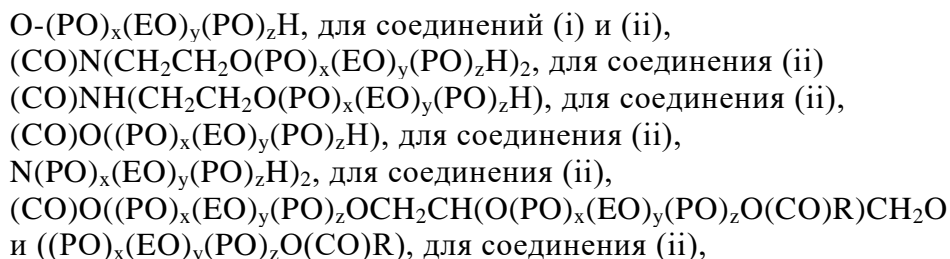 O-(PO)ₓ(EO)ᵧ(PO)zH, для соединений (i) и (ii),
(CO)N(CH₂CH₂O(PO)ₓ(EO)ᵧ(PO)zH)₂, для соединения (ii)
(CO)NH(CH₂CH₂O(PO)ₓ(EO)ᵧ(PO)zH), для соединения (ii),
(CO)O((PO)ₓ(EO)ᵧ(PO)zH), для соединения (ii),
N(PO)ₓ(EO)ᵧ(PO)zH)₂, для соединения (ii),
(CO)O((PO)ₓ(EO)ᵧ(PO)zOCH₂CH(O(PO)ₓ(EO)ᵧ(PO)zO(CO)R)CH₂O
и ((PO)ₓ(EO)ᵧ(PO)zO(CO)R), для соединения (ii),